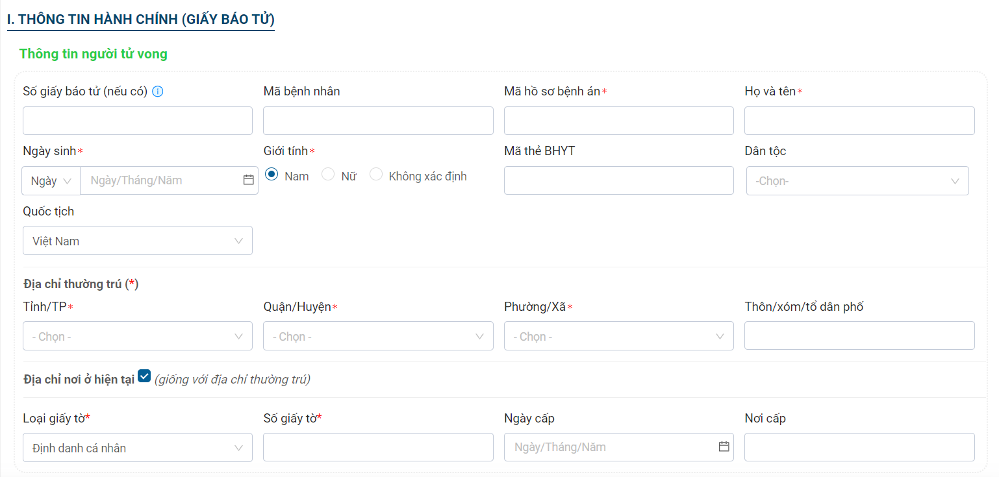 I. THÔNG TIN HÀNH CHÍNH (GIẤY BÁO TỬ)
Thông tin người tử vong
Số giấy báo tử (nếu có) Mã bệnh nhân Mã hồ sơ bệnh án* Họ và tên*
Ngày sinh* Giới tính* Mã thẻ BHYT Dân tộc
Ngày Ngày/Tháng/Năm Nam Nữ Không xác định -Chọn-
Quốc tịch
Việt Nam
Địa chỉ thường trú (*)
Tỉnh/TP* Quận/Huyện* Phường/Xã* Thôn/xóm/tổ dân phố
- Chọn - - Chọn - - Chọn -
Địa chỉ nơi ở hiện tại (giống với địa chỉ thường trú)
Loại giấy tờ* Số giấy tờ* Ngày cấp Nơi cấp
Định danh cá nhân Ngày/Tháng/Năm